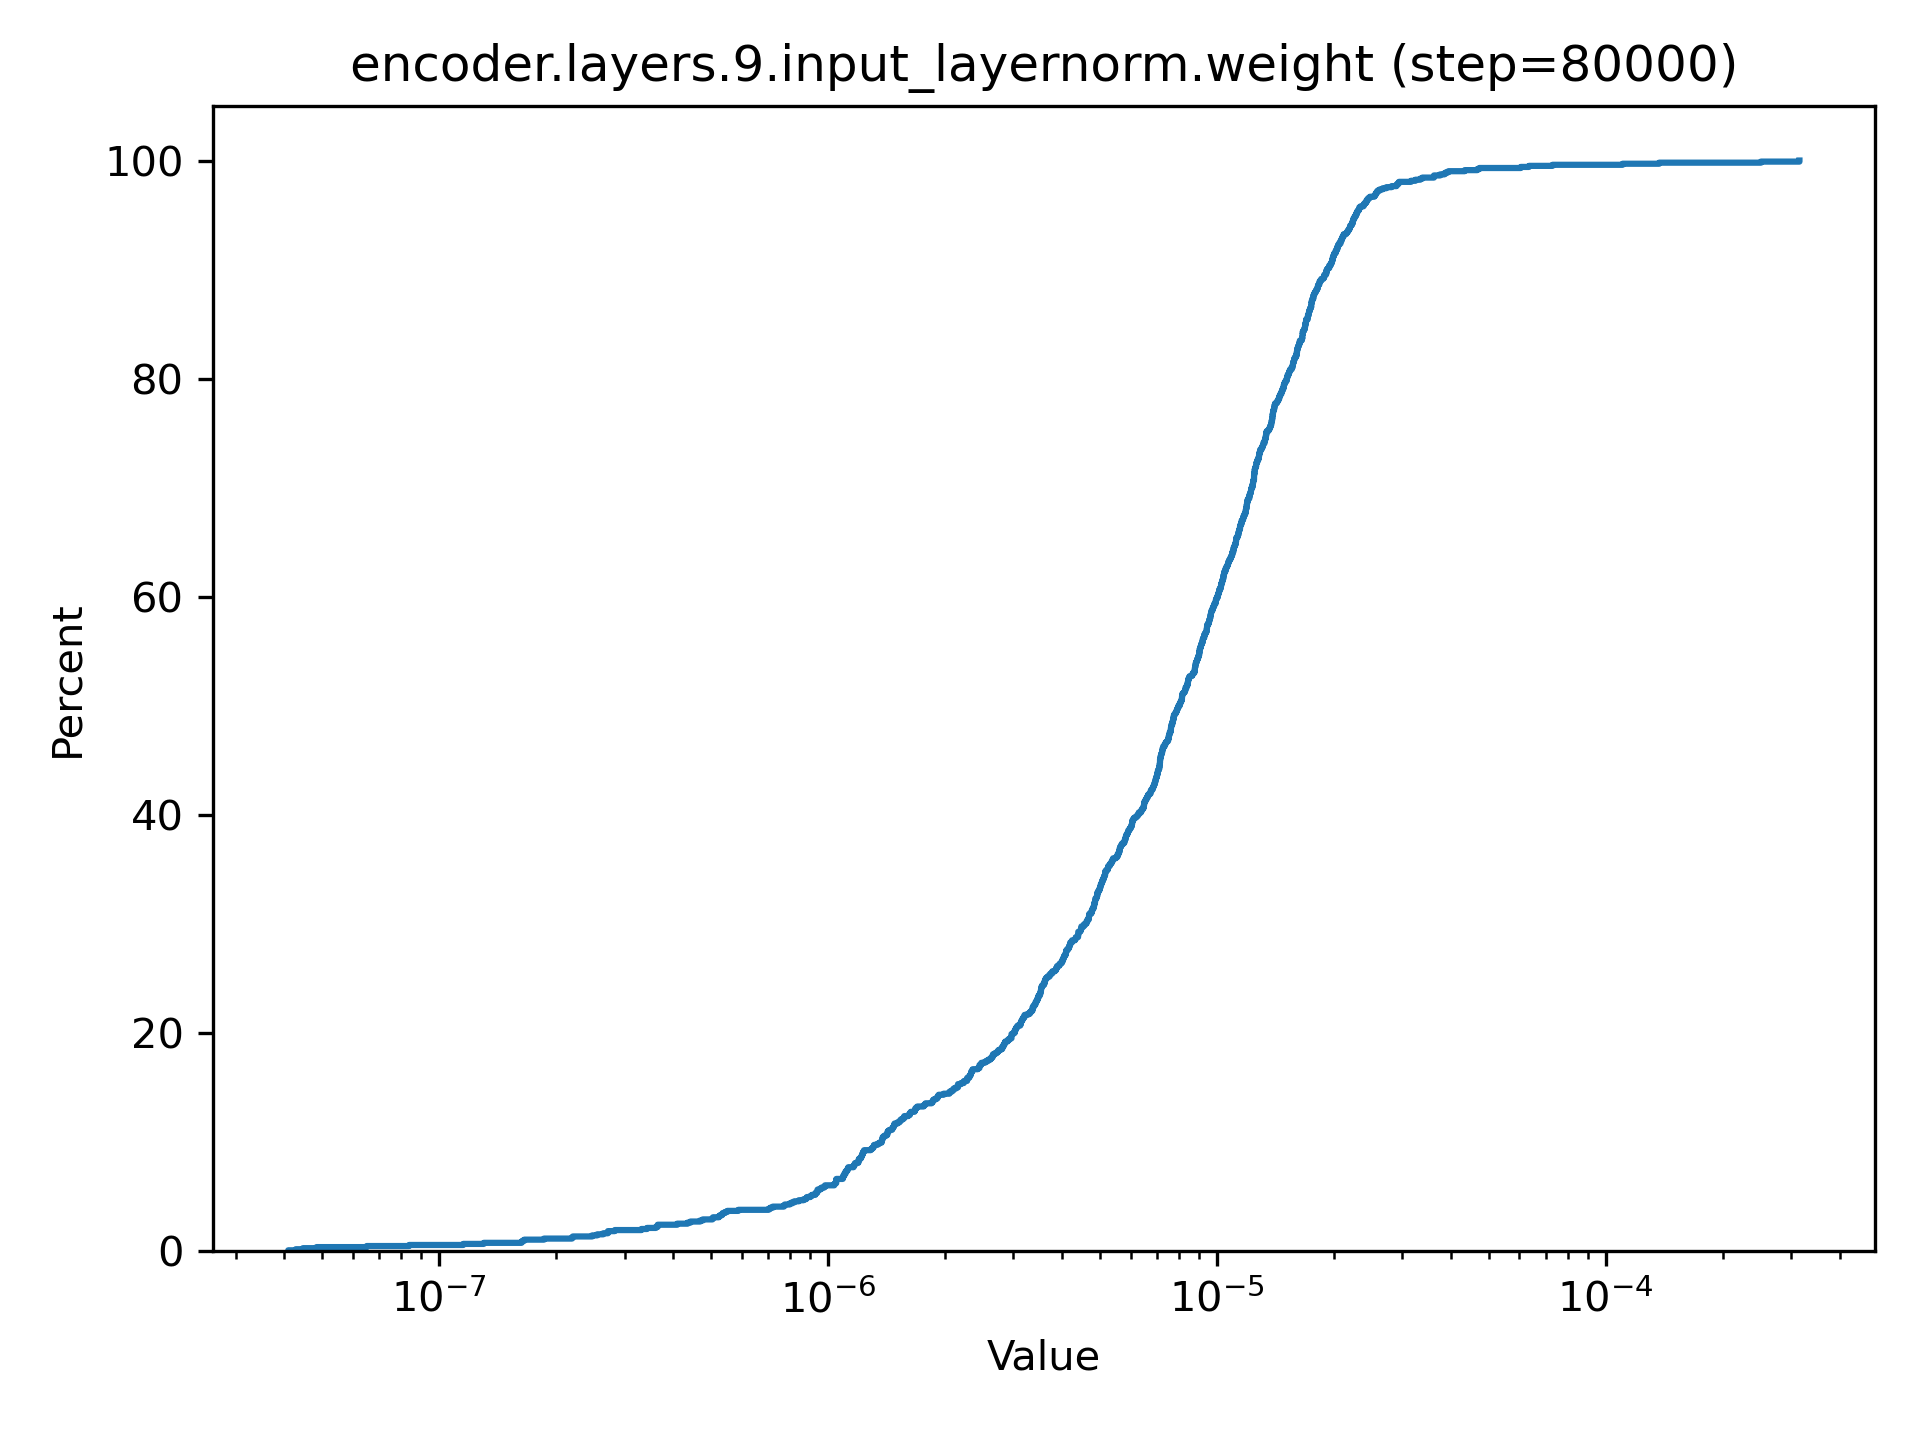 encoder.layers.9.input_layernorm.weight (step=80000)
Percent
100
80
60
40
20
0
10⁻⁷ 10⁻⁶ 10⁻⁵ 10⁻⁴
Value